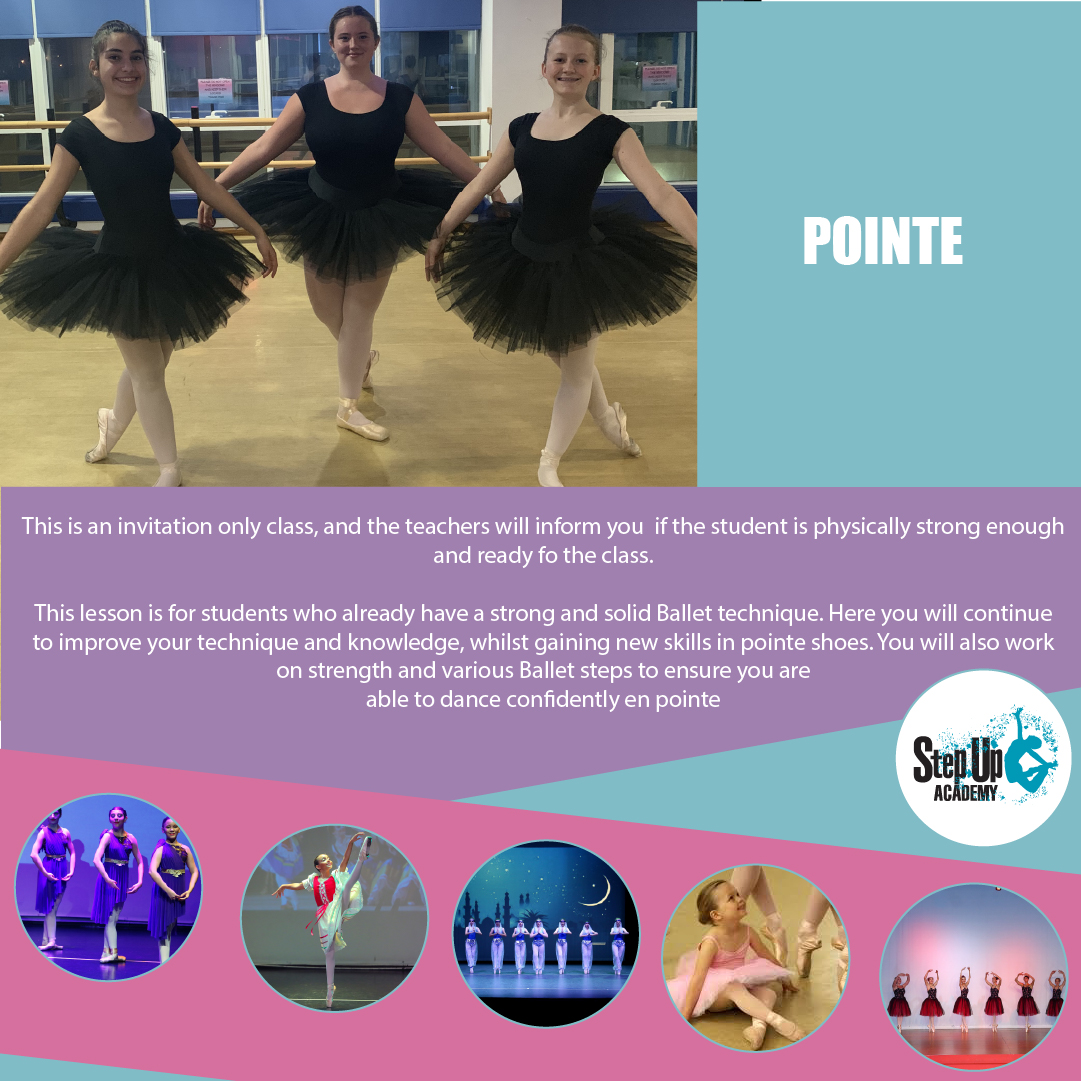 POINTE
This is an invitation only class, and the teachers will inform you  if the student is physically strong enough
and ready fo the class.
This lesson is for students who already have a strong and solid Ballet technique. Here you will continue
to improve your technique and knowledge, whilst gaining new skills in pointe shoes. You will also work
on strength and various Ballet steps to ensure you are
able to dance confidently en pointe
Step Up
ACADEMY